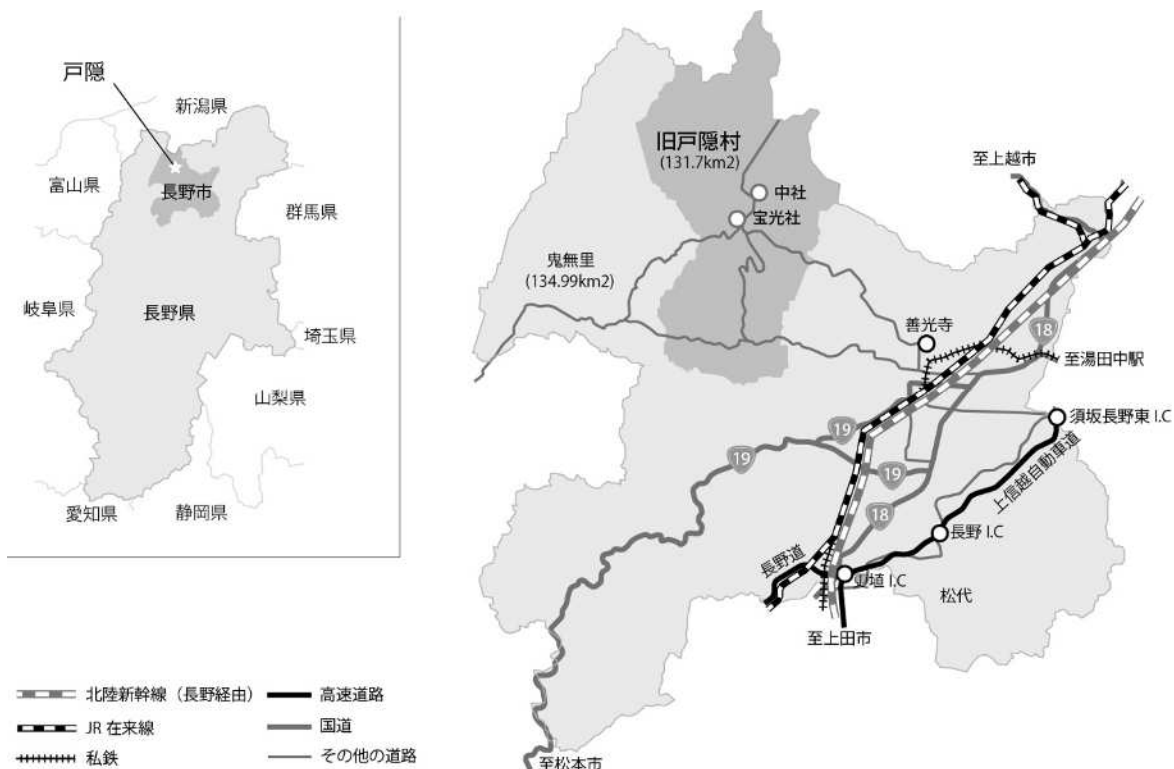 戸隠
新潟県
富山県
長野市
群馬県
岐阜県
長野県
埼玉県
山梨県
愛知県
静岡県
旧戸隠村
(131.7km2)
中社
宝光社
鬼無里
(134.99km2)
至上越市
善光寺
18
至湯田中駅
須坂長野東 I.C
19
19
19
上信越自動車道
18
長野 I.C
長野道
更埴 I.C
松代
至上田市
至松本市
北陸新幹線（長野経由）
高速道路
JR 在来線
国道
私鉄
その他の道路